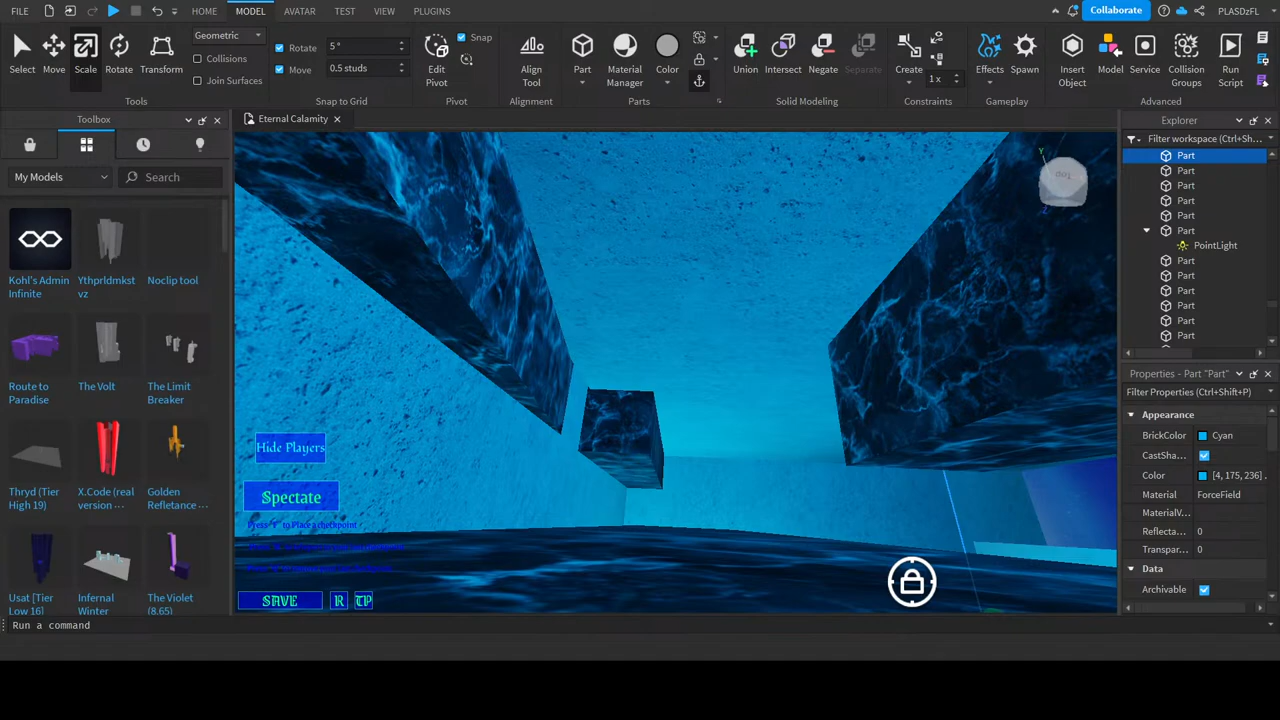 FILE HOME MODEL AVATAR TEST VIEW PLUGINS Collaborate PLASDzFL
Select Move Scale Rotate Transform
Geometric
Collisions
Join Surfaces
Tools
Rotate 5 °
Move 0.5 studs
Snap to Grid
Edit Pivot
Snap
Pivot
Align Tool
Alignment
Part Material Manager Color
Parts
Union Intersect Negate Separate
Solid Modeling
Create
1 x
Constraints
Effects Spawn
Gameplay
Insert Object Model Service Collision Groups Run Script
Advanced
Toolbox
My Models
Search
Kohl's Admin Infinite
Ythprldmkst vz
Noclip tool
Route to Paradise
The Volt
The Limit Breaker
Thryd (Tier High 19)
X.Code (real version ...
Golden Refletance ...
Usat [Tier Low 16]
Infernal Winter
The Violet (8.65)
Eternal Calamity
Top
Y
Hide Players
Spectate
Press
to Place a checkpoint
SAVE R TP
Explorer
Filter workspace (Ctrl+Sh...
Part
Part
Part
Part
Part
Part
PointLight
Part
Part
Part
Part
Part
Part
Properties - Part "Part"
Filter Properties (Ctrl+Shift+P)
Appearance
BrickColor Cyan
CastSha...
Color [4, 175, 236] ...
Material ForceField
MaterialV...
Reflecta... 0
Transpar... 0
Data
Archivable
Run a command